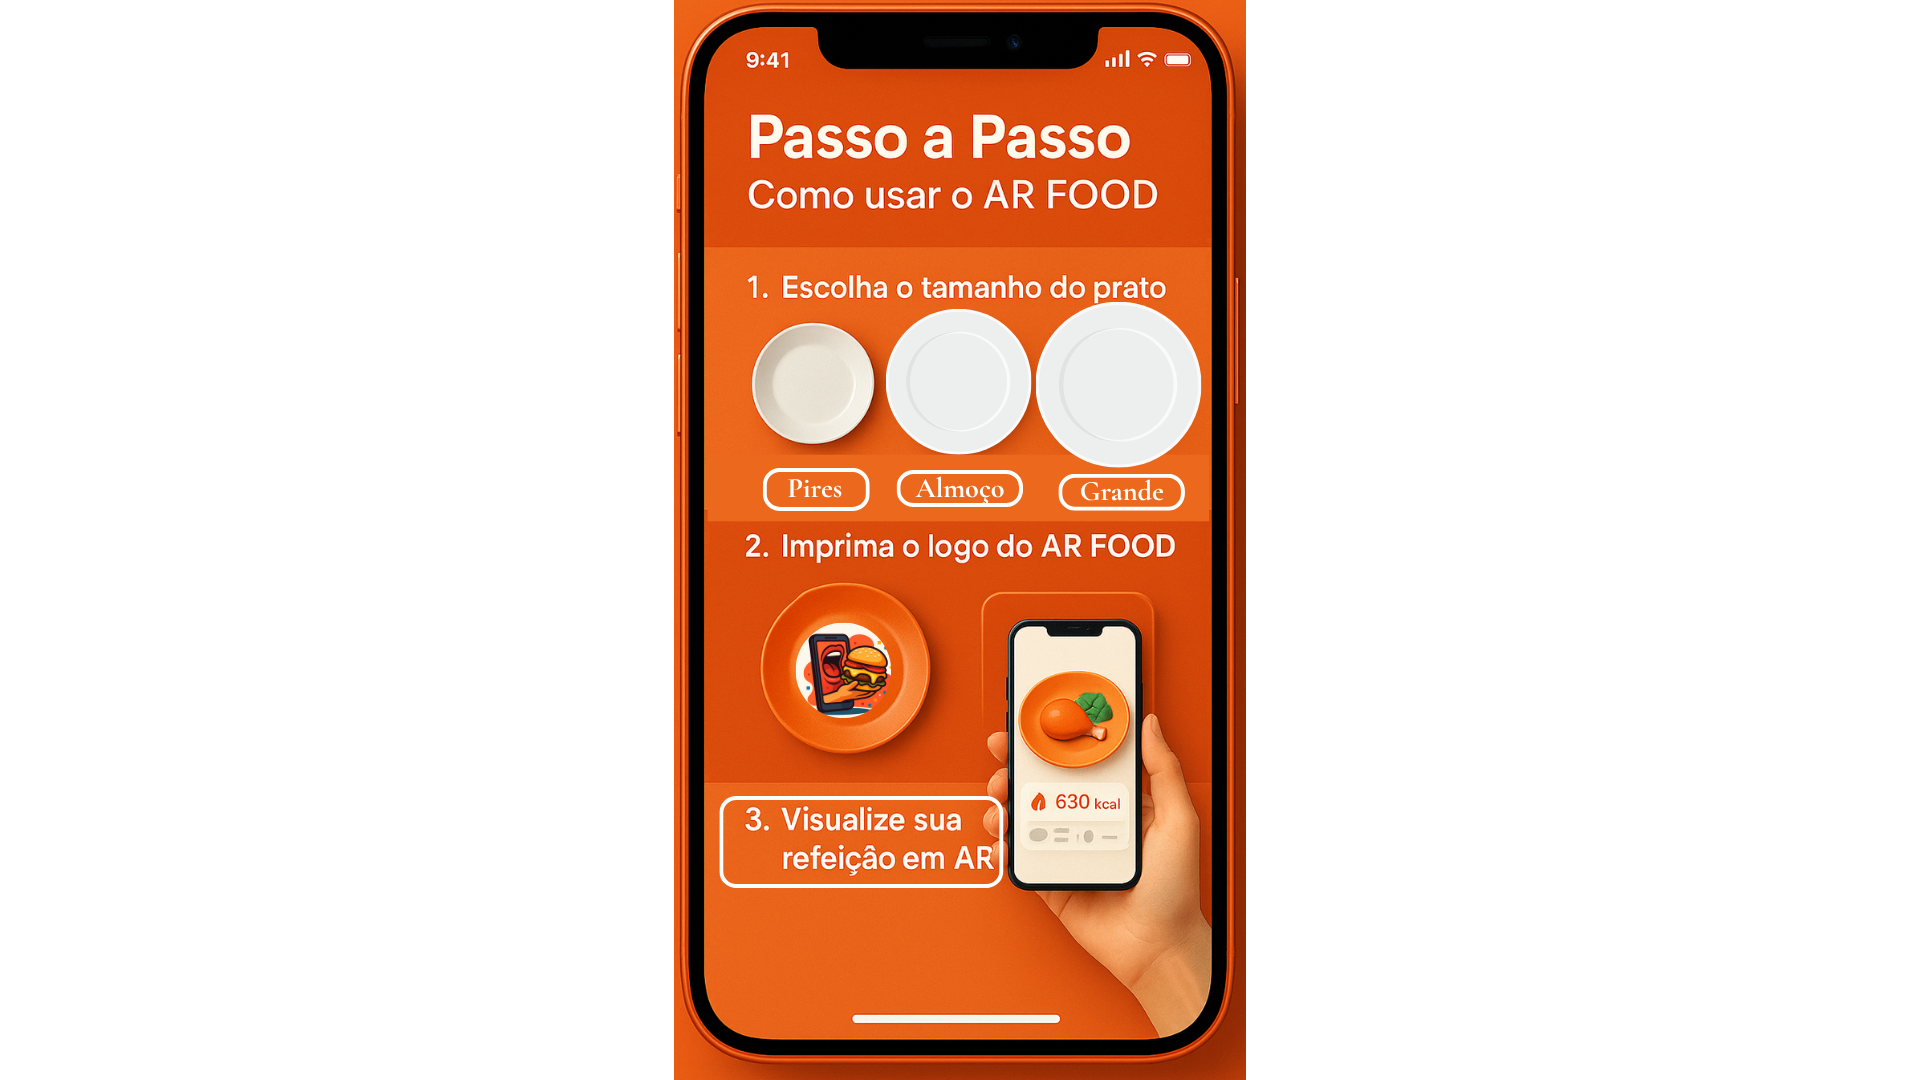 9:41
Passo a Passo
Como usar o AR FOOD
1. Escolha o tamanho do prato
Pires
Almoço
Grande
2. Imprima o logo do AR FOOD
630 kcal
3. Visualize sua
refeiçâo em AR